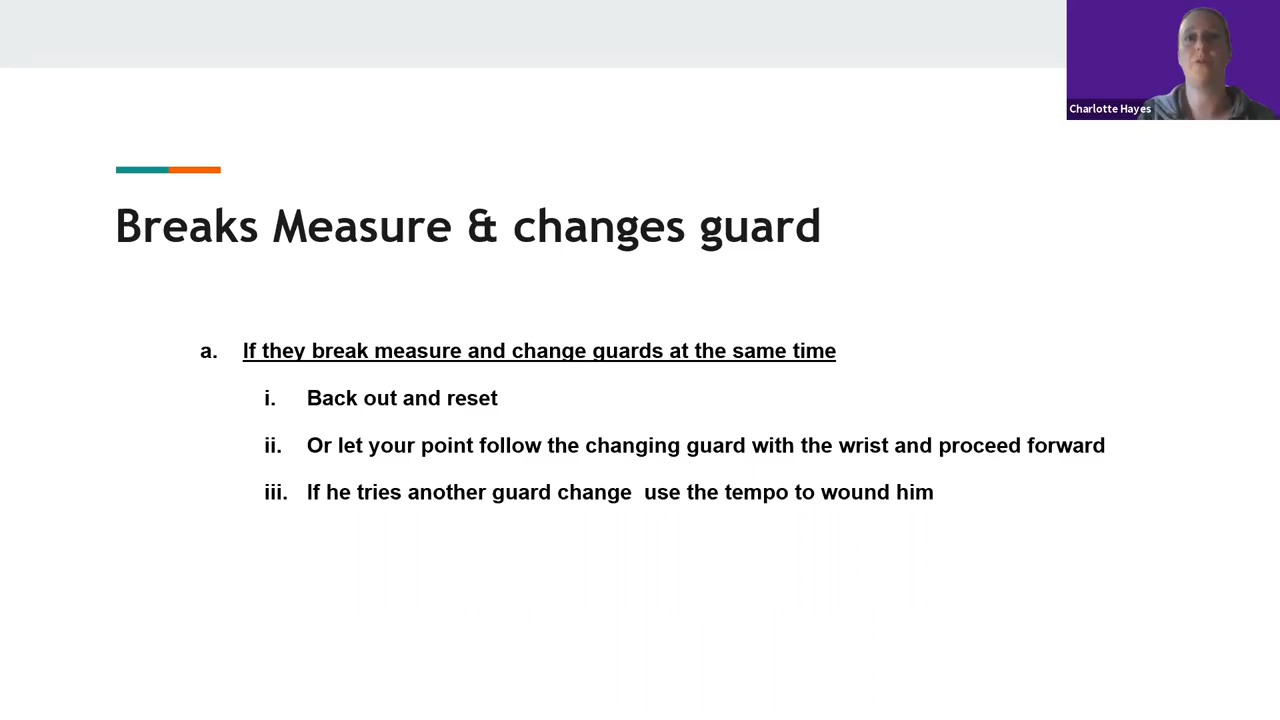 Charlotte Hayes
Breaks Measure & changes guard
a. If they break measure and change guards at the same time
i. Back out and reset
ii. Or let your point follow the changing guard with the wrist and proceed forward
iii. If he tries another guard change  use the tempo to wound him